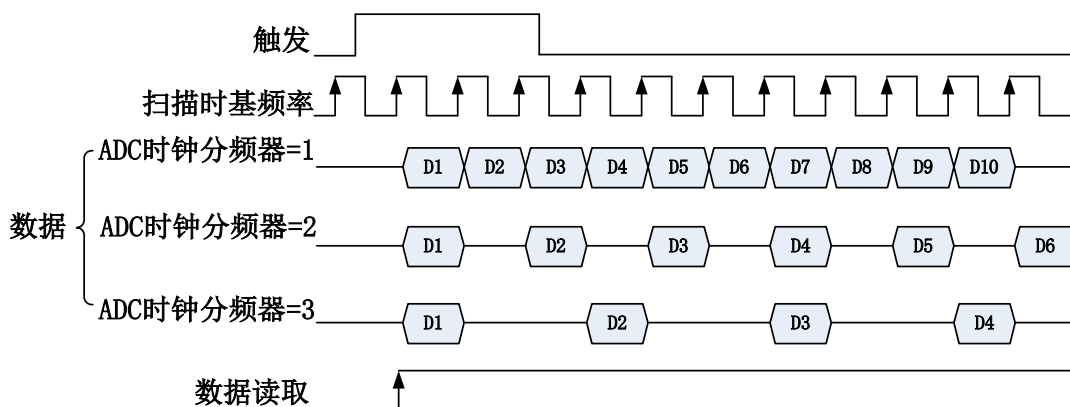 触发
扫描时基频率
ADC时钟分频器=1
D1 D2 D3 D4 D5 D6 D7 D8 D9 D10
数据
ADC时钟分频器=2
D1 D2 D3 D4 D5 D6
ADC时钟分频器=3
D1 D2 D3 D4
数据读取